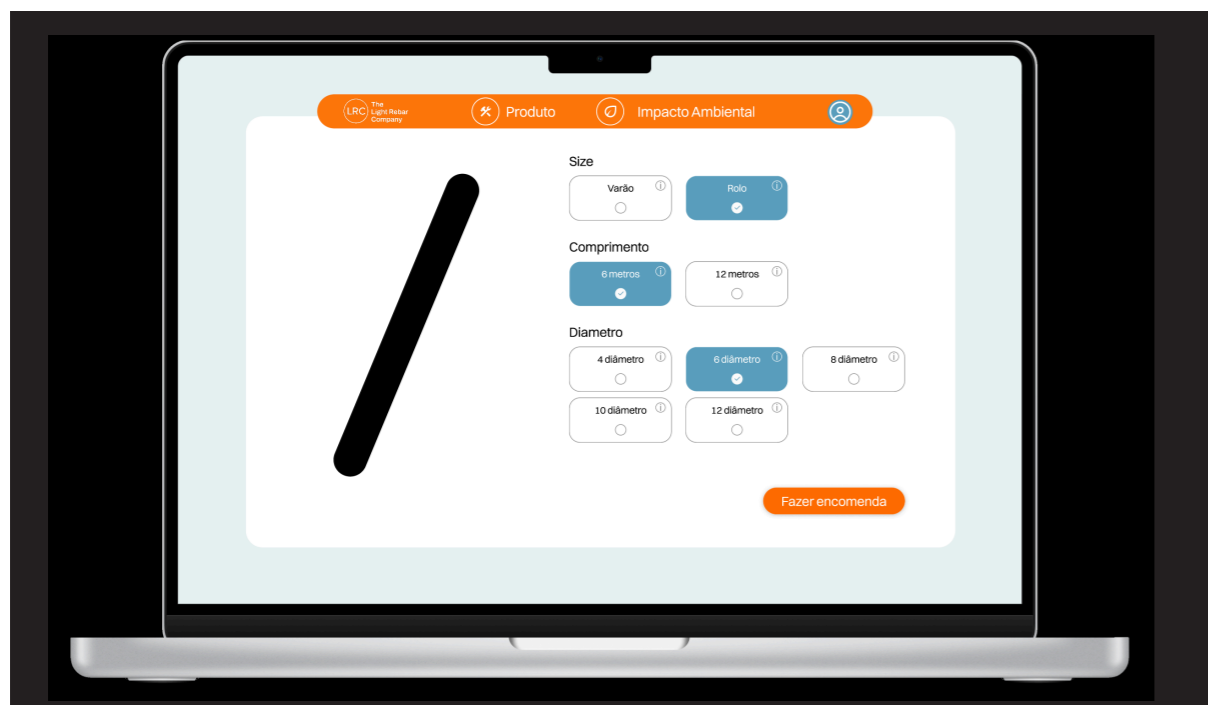 LRC
The
Light Rebar
Company
Produto
Impacto Ambiental
Size
Varão
Rolo
Comprimento
6 metros
12 metros
Diametro
4 diâmetro
6 diâmetro
8 diâmetro
10 diâmetro
12 diâmetro
Fazer encomenda